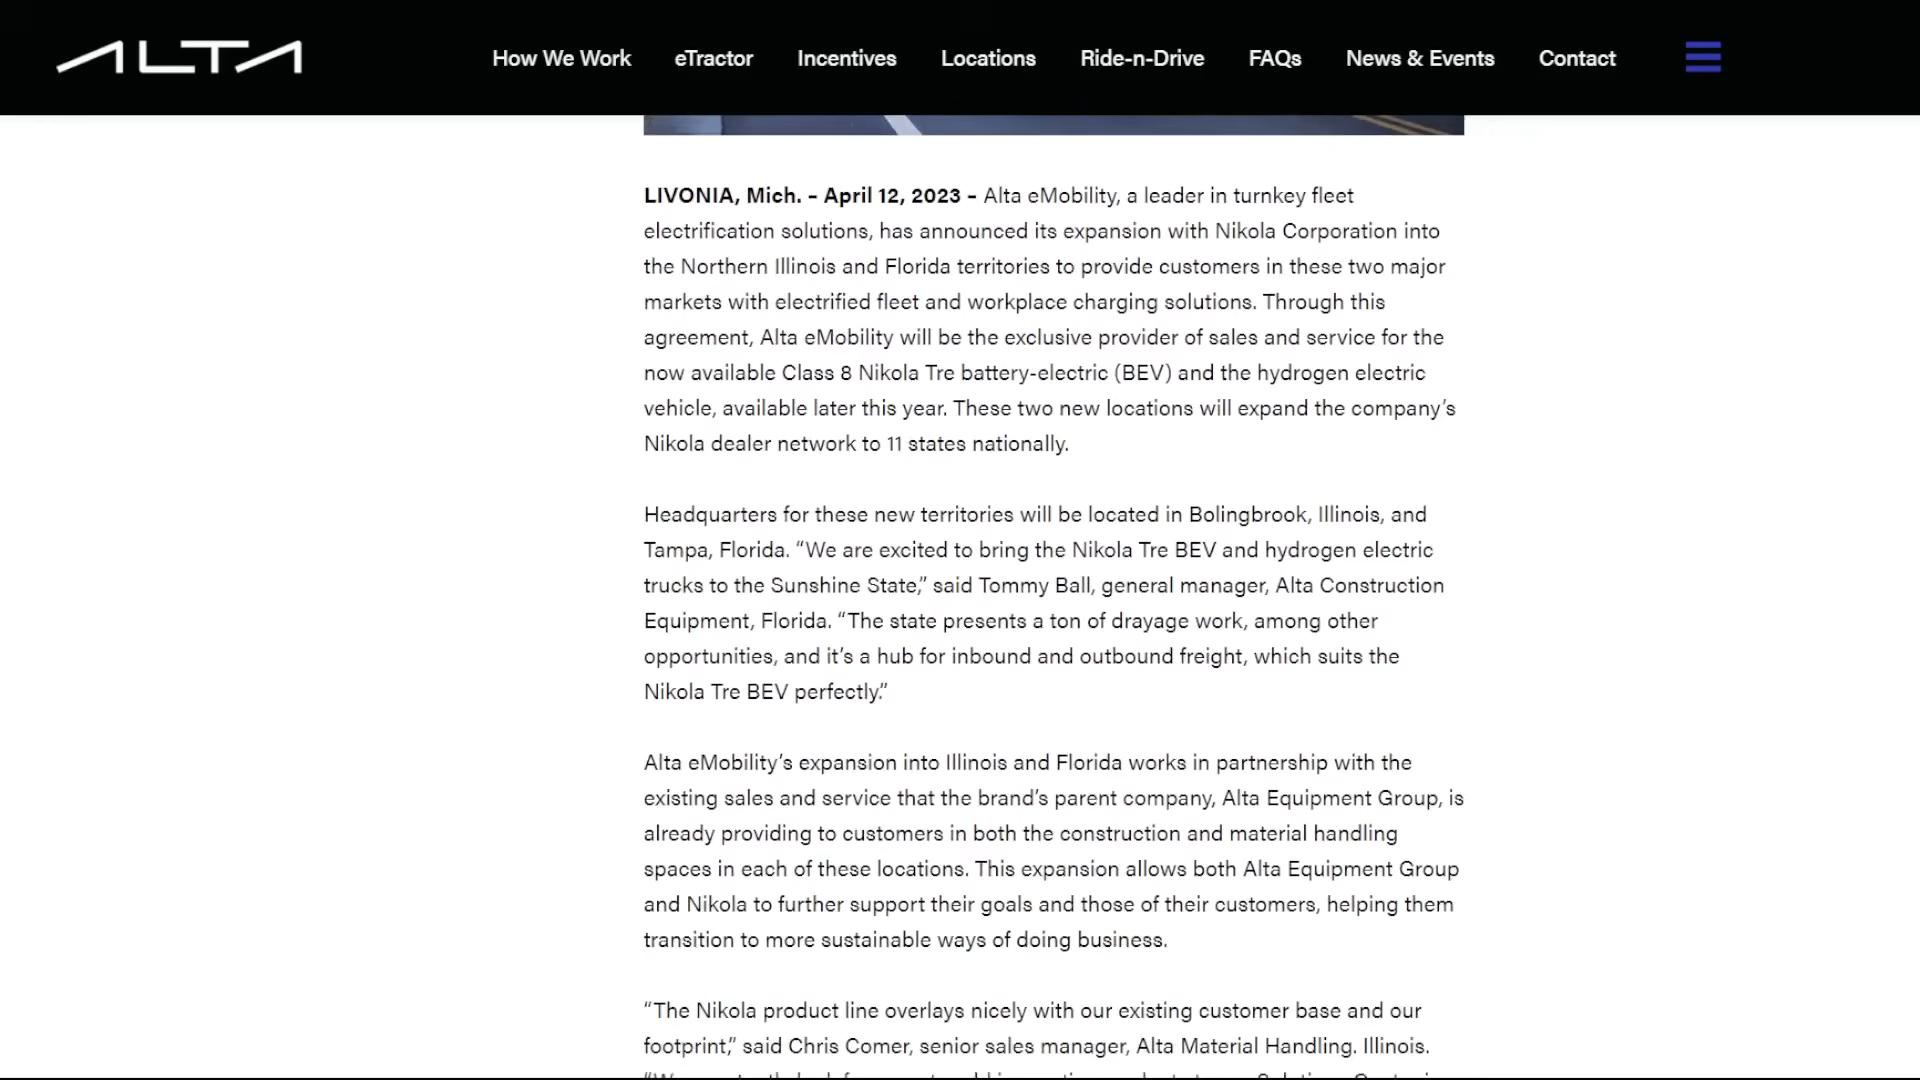 ALTA
How We Work eTractor Incentives Locations Ride-n-Drive FAQs News & Events Contact
LIVONIA, Mich. – April 12, 2023 – Alta eMobility, a leader in turnkey fleet
electrification solutions, has announced its expansion with Nikola Corporation into
the Northern Illinois and Florida territories to provide customers in these two major
markets with electrified fleet and workplace charging solutions. Through this
agreement, Alta eMobility will be the exclusive provider of sales and service for the
now available Class 8 Nikola Tre battery-electric (BEV) and the hydrogen electric
vehicle, available later this year. These two new locations will expand the company’s
Nikola dealer network to 11 states nationally.
Headquarters for these new territories will be located in Bolingbrook, Illinois, and
Tampa, Florida. “We are excited to bring the Nikola Tre BEV and hydrogen electric
trucks to the Sunshine State,” said Tommy Ball, general manager, Alta Construction
Equipment, Florida. “The state presents a ton of drayage work, among other
opportunities, and it’s a hub for inbound and outbound freight, which suits the
Nikola Tre BEV perfectly.”
Alta eMobility’s expansion into Illinois and Florida works in partnership with the
existing sales and service that the brand’s parent company, Alta Equipment Group, is
already providing to customers in both the construction and material handling
spaces in each of these locations. This expansion allows both Alta Equipment Group
and Nikola to further support their goals and those of their customers, helping them
transition to more sustainable ways of doing business.
“The Nikola product line overlays nicely with our existing customer base and our
footprint,” said Chris Comer, senior sales manager, Alta Material Handling. Illinois.